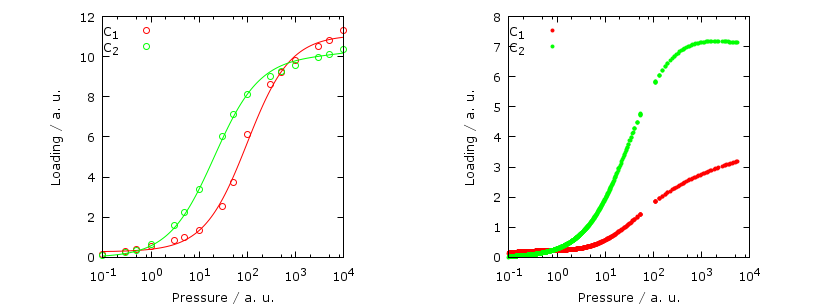 12
10
8
6
4
2
0
Loading / a. u.
C₁
C₂
10⁻¹ 10⁰ 10¹ 10² 10³ 10⁴
Pressure / a. u.
8
7
6
5
4
3
2
1
0
Loading / a. u.
C₁
C₂
10⁻¹ 10⁰ 10¹ 10² 10³ 10⁴
Pressure / a. u.